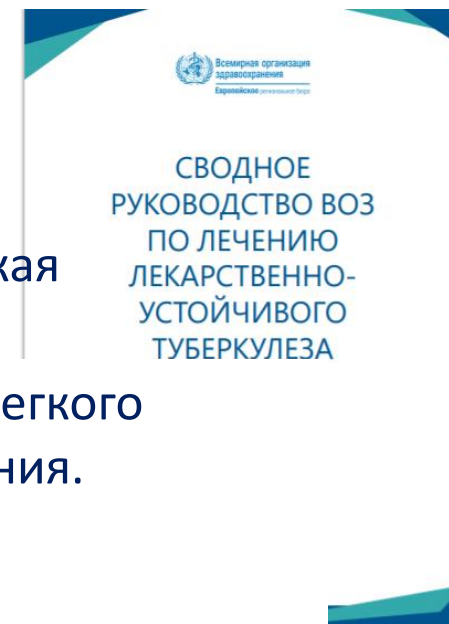 Всемирная организация
здравоохранения
Европейское региональное бюро
СВОДНОЕ
РУКОВОДСТВО ВОЗ
ПО ЛЕЧЕНИЮ
кая
ЛЕКАРСТВЕННО-
УСТОЙЧИВОГО
ТУБЕРКУЛЕЗА
егкого
ния.